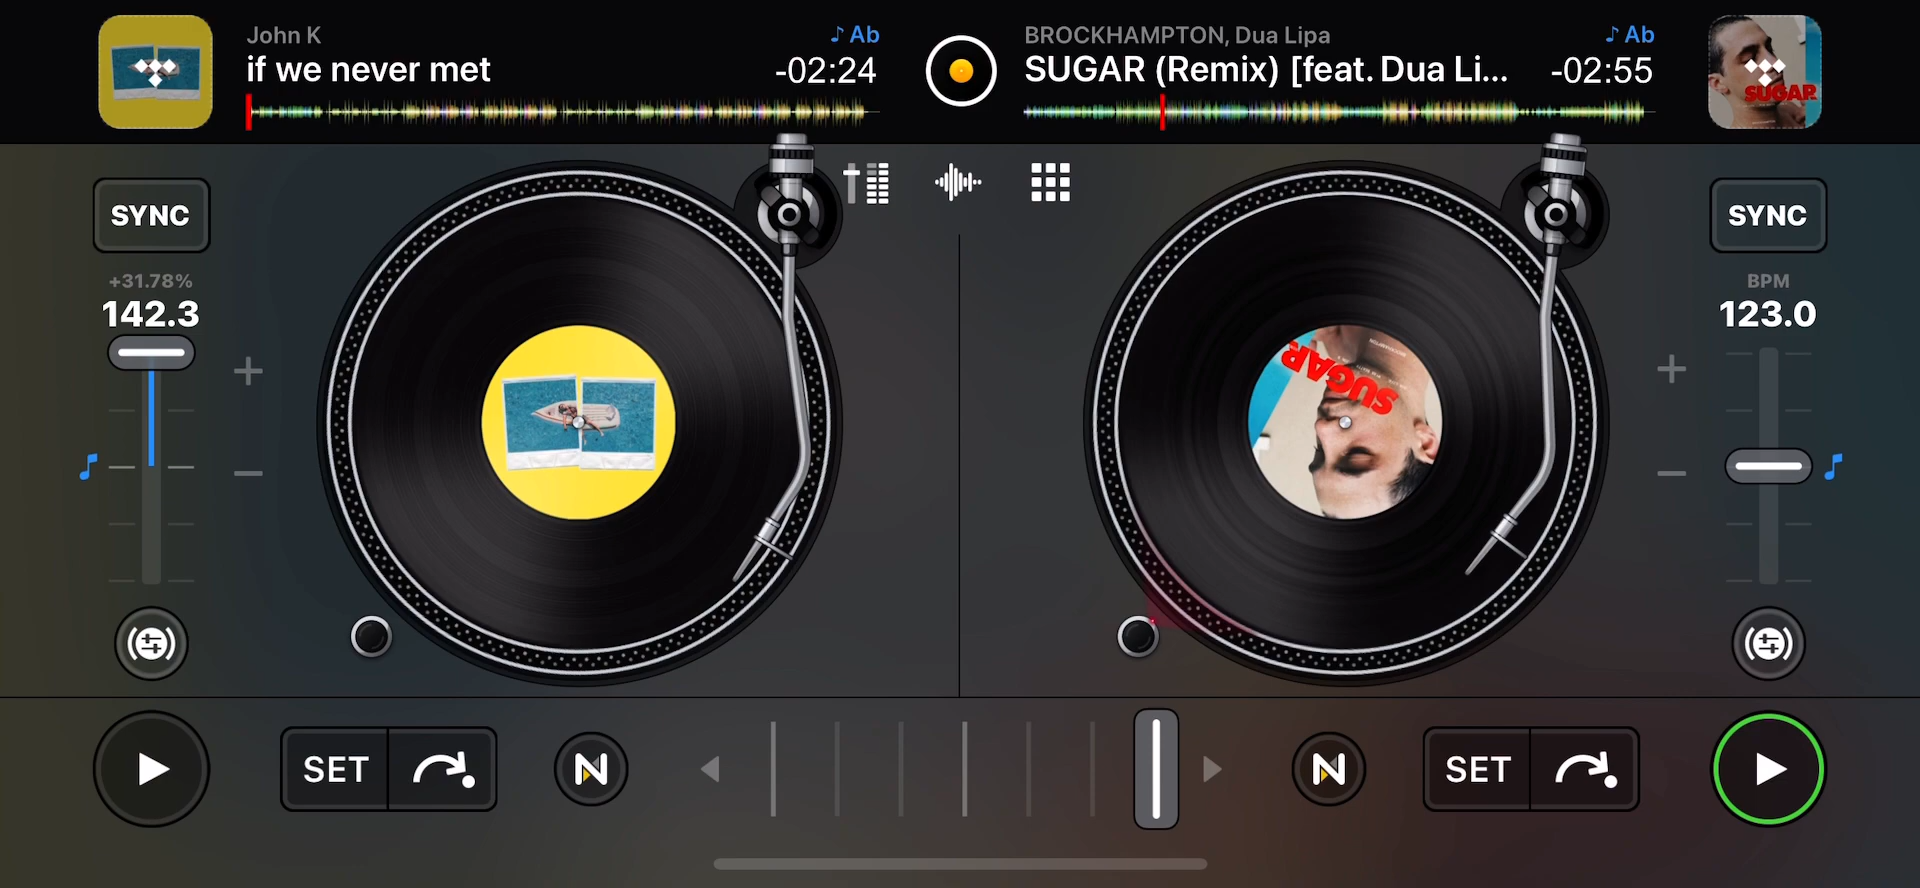 John K
♪ Ab
if we never met
-02:24
BROCKHAMPTON, Dua Lipa
♪ Ab
SUGAR (Remix) [feat. Dua Li...
-02:55
SUGAR
SYNC
+31.78%
142.3
SYNC
BPM
123.0
SUGAR
SET
N
N
SET